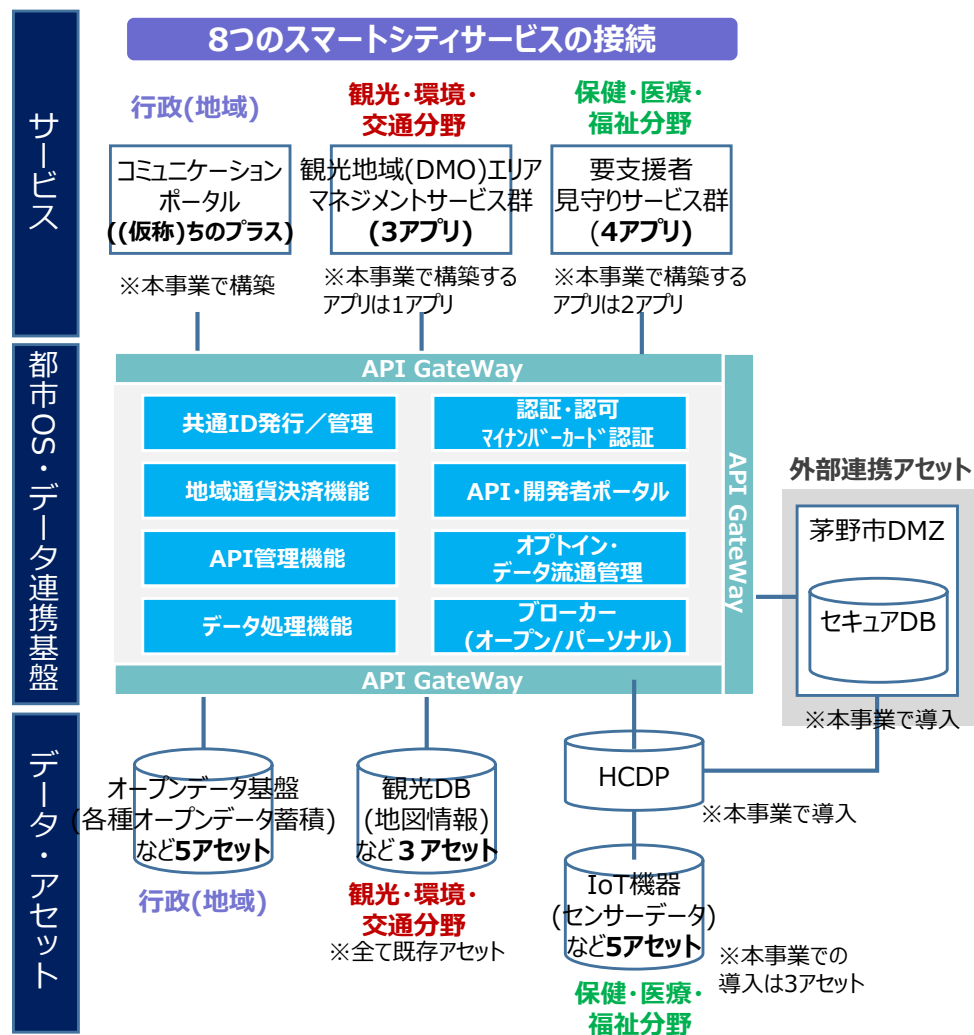 8つのスマートシティサービスの接続
サービス
行政(地域)
コミュニケーション
ポータル
((仮称)ちのプラス)
※本事業で構築
観光・環境・
交通分野
観光地域(DMO)エリア
マネジメントサービス群
(3アプリ)
※本事業で構築する
アプリは1アプリ
保健・医療・
福祉分野
要支援者
見守りサービス群
(4アプリ)
※本事業で構築する
アプリは2アプリ
都市OS・データ連携基盤
API GateWay
共通ID発行／管理
認証・認可
ﾏｲﾅﾝﾊﾞｰｶｰﾄﾞ認証
地域通貨決済機能
API・開発者ポータル
API管理機能
オプトイン・
データ流通管理
データ処理機能
ブローカー
(オープン/パーソナル)
API GateWay
API GateWay
外部連携アセット
茅野市DMZ
セキュアDB
※本事業で導入
データ・アセット
オープンデータ基盤
(各種オープンデータ蓄積)
など5アセット
行政(地域)
観光DB
(地図情報)
など３アセット
観光・環境・
交通分野
※全て既存アセット
HCDP
※本事業で導入
IoT機器
(センサーデータ)
など5アセット
※本事業での
導入は3アセット
保健・医療・
福祉分野